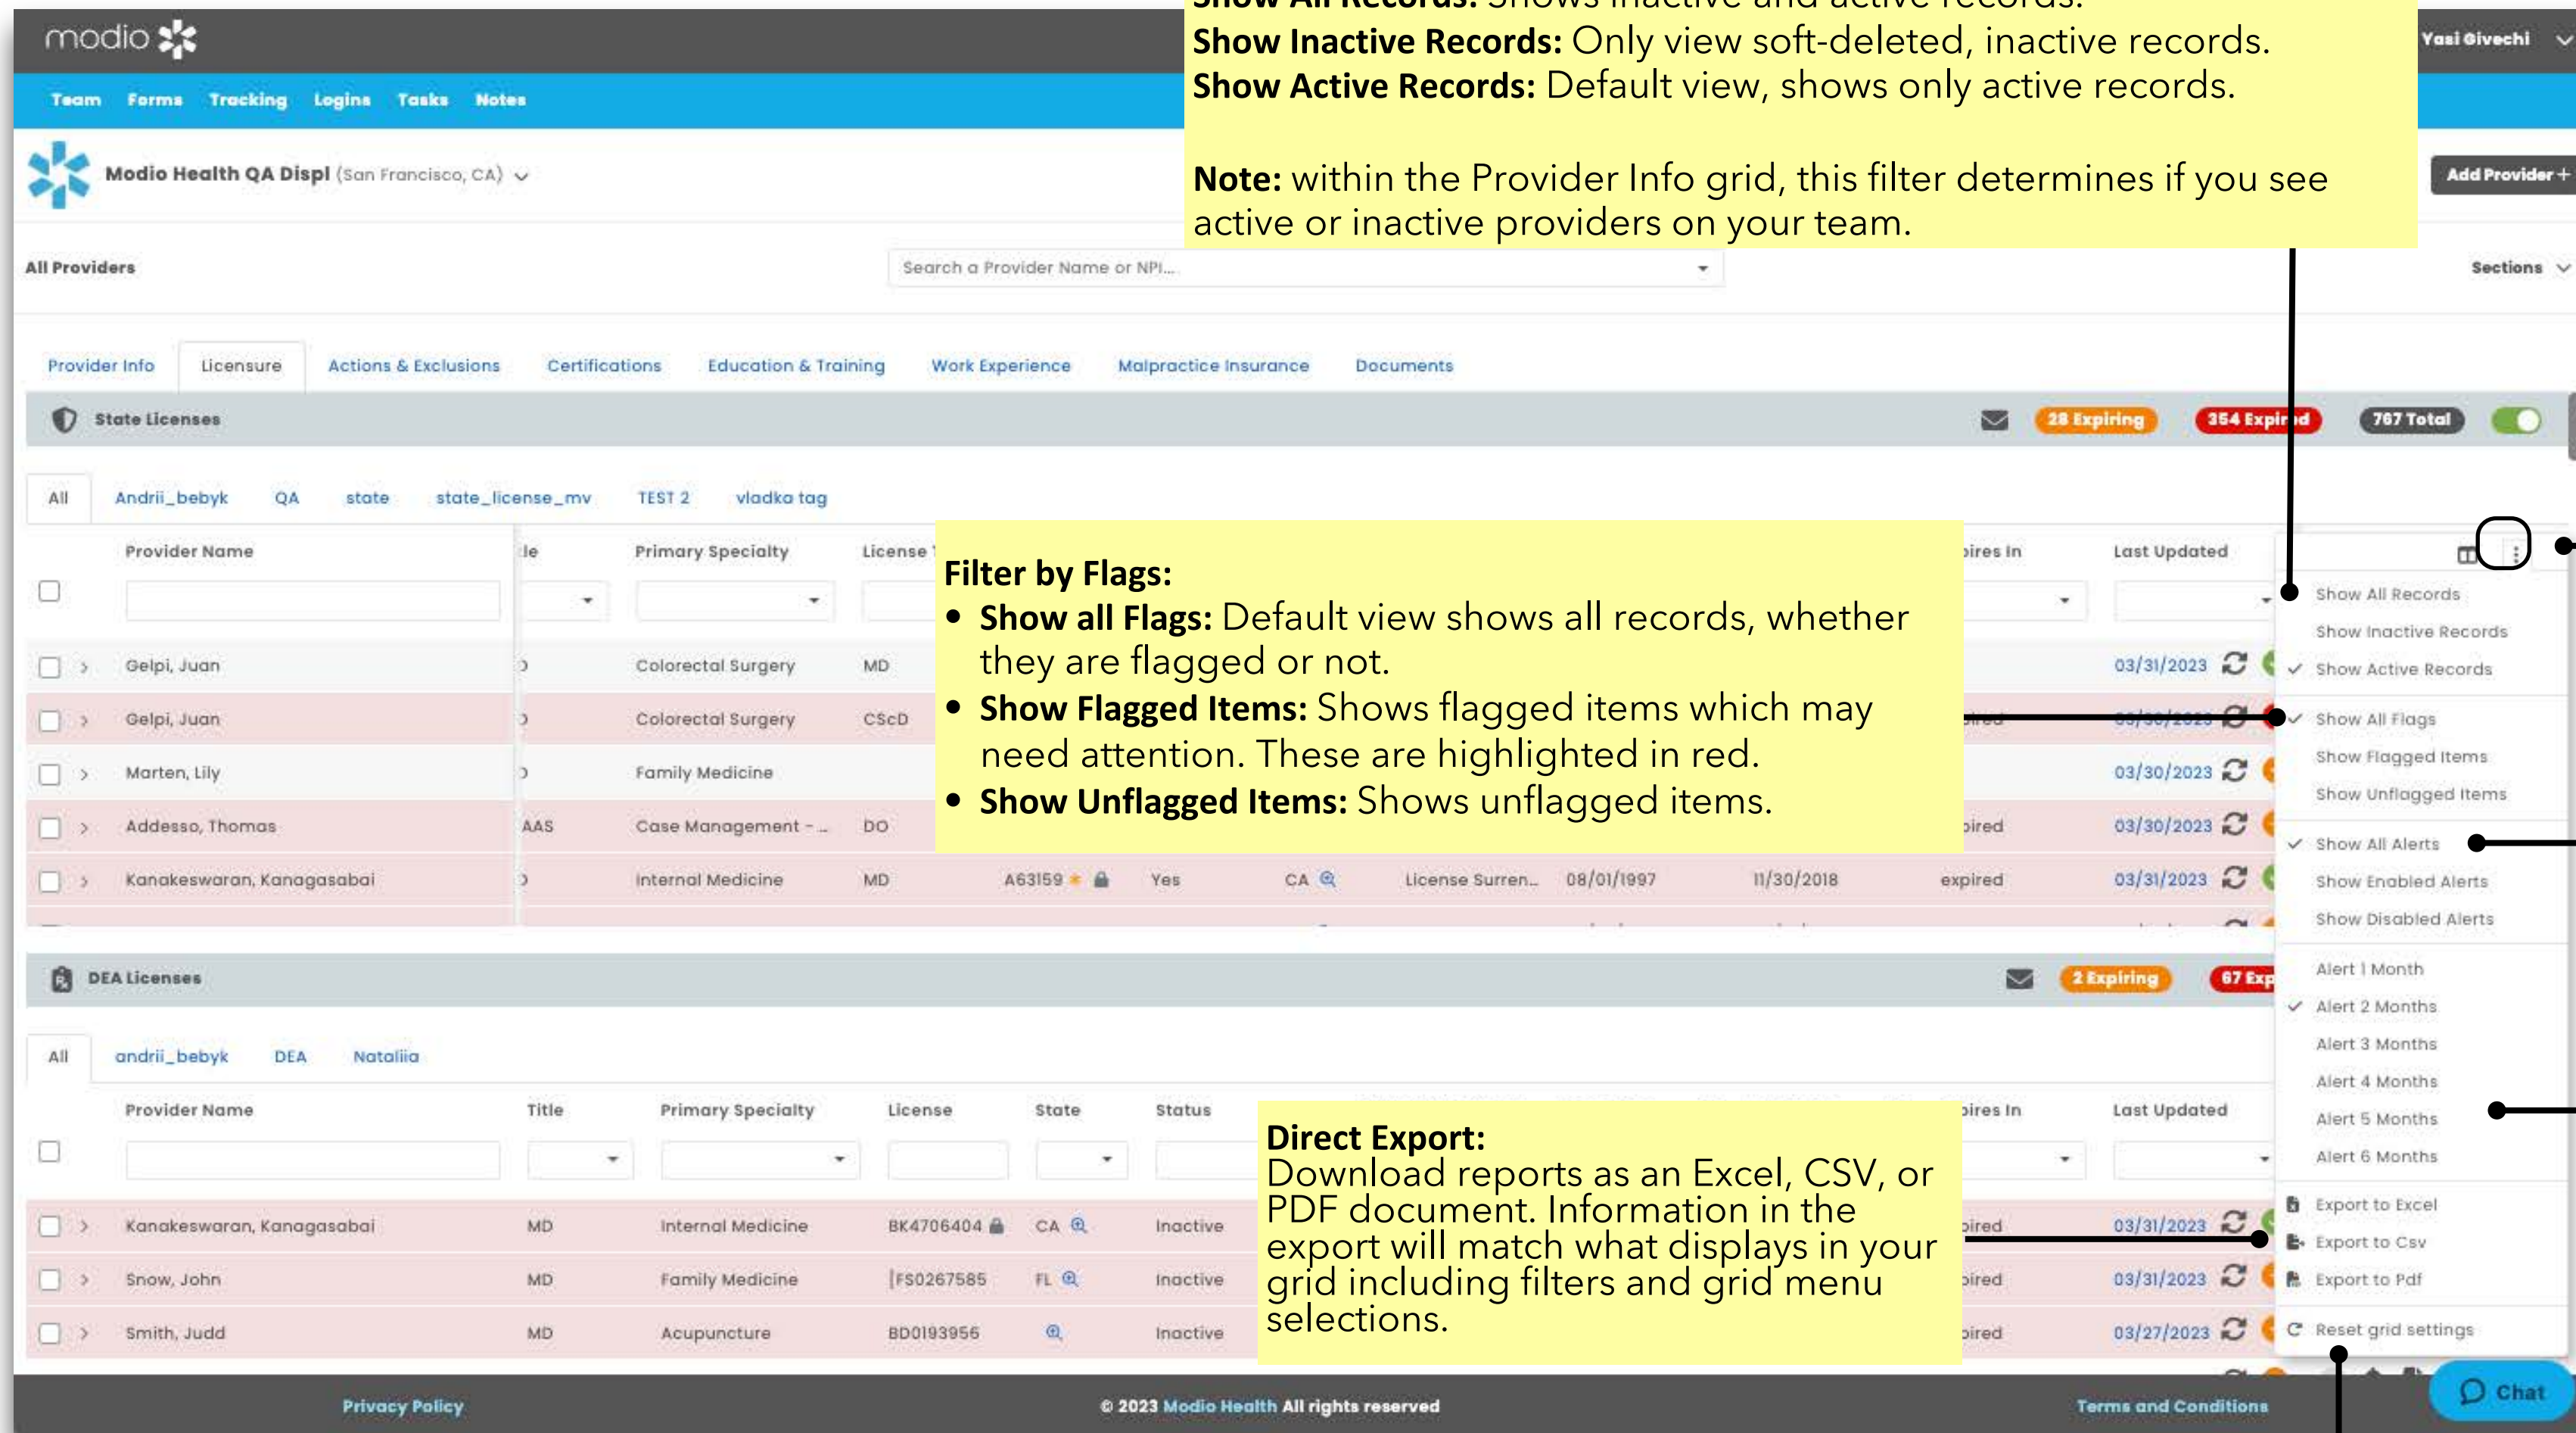 Show All Records: Shows inactive and active records.
Show Inactive Records: Only view soft-deleted, inactive records.
Show Active Records: Default view, shows only active records.
Note: within the Provider Info grid, this filter determines if you see
active or inactive providers on your team.
modio
Yasi Givechi
Team Forms Tracking Logins Tasks Notes
Modio Health QA Displ (San Francisco, CA)
Add Provider +
All Providers
Search a Provider Name or NPI...
Sections
Provider Info Licensure Actions & Exclusions Certifications Education & Training Work Experience Malpractice Insurance Documents
State Licenses 28 Expiring 354 Expired 767 Total
All Andrii_bebyk QA state state_license_mv TEST 2 vladka tag
Provider Name Primary Specialty License Last Updated
Gelpi, Juan Colorectal Surgery MD 03/31/2023
Gelpi, Juan Colorectal Surgery CScD
Marten, Lily Family Medicine 03/30/2023
Addesso, Thomas AAS Case Management - ... DO 03/30/2023
Kanakeswaran, Kanagasabai Internal Medicine MD A63159 * Yes CA License Surren... 08/01/1997 11/30/2018 expired 03/31/2023
Filter by Flags:
• Show all Flags: Default view shows all records, whether
they are flagged or not.
• Show Flagged Items: Shows flagged items which may
need attention. These are highlighted in red.
• Show Unflagged Items: Shows unflagged items.
Show All Records
Show Inactive Records
Show Active Records
Show All Flags
Show Flagged Items
Show Unflagged Items
Show All Alerts
Show Enabled Alerts
Show Disabled Alerts
Alert 1 Month
Alert 2 Months
Alert 3 Months
Alert 4 Months
Alert 5 Months
Alert 6 Months
Export to Excel
Export to Csv
Export to Pdf
Reset grid settings
DEA Licenses 2 Expiring 67 Exp
All andrii_bebyk DEA Nataliia
Provider Name Title Primary Specialty License State Status Last Updated
Kanakeswaran, Kanagasabai MD Internal Medicine BK4706404 CA Inactive 03/31/2023
Snow, John MD Family Medicine |FS0267585 FL Inactive 03/31/2023
Smith, Judd MD Acupuncture BD0193956 Inactive 03/27/2023
Direct Export:
Download reports as an Excel, CSV, or
PDF document. Information in the
export will match what displays in your
grid including filters and grid menu
selections.
Privacy Policy © 2023 Modio Health All rights reserved Terms and Conditions
Chat